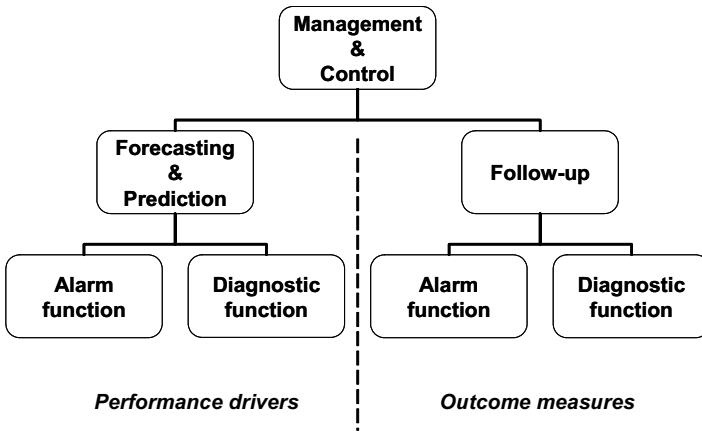 Management
&
Control
Forecasting
&
Prediction
Follow-up
Alarm
function
Diagnostic
function
Alarm
function
Diagnostic
function
Performance drivers
Outcome measures